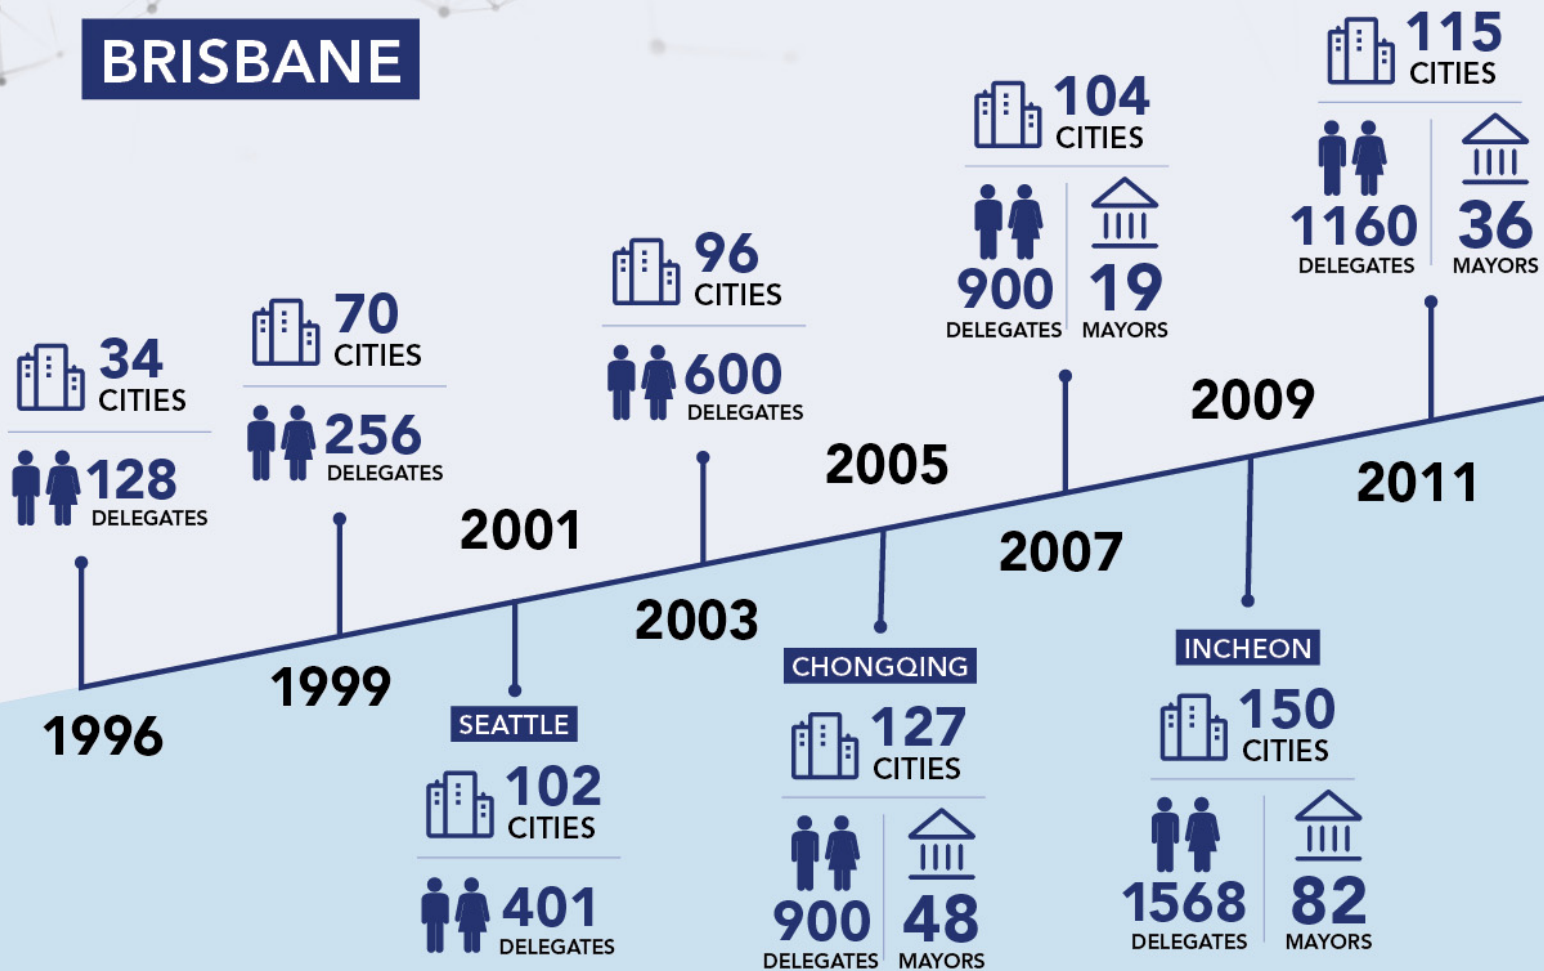 BRISBANE
34
CITIES
128
DELEGATES
1996
70
CITIES
256
DELEGATES
1999
2001
SEATTLE
102
CITIES
401
DELEGATES
96
CITIES
600
DELEGATES
2003
2005
CHONGQING
127
CITIES
900
DELEGATES
48
MAYORS
104
CITIES
900
DELEGATES
19
MAYORS
2007
2009
INCHEON
150
CITIES
1568
DELEGATES
82
MAYORS
115
CITIES
1160
DELEGATES
36
MAYORS
2011